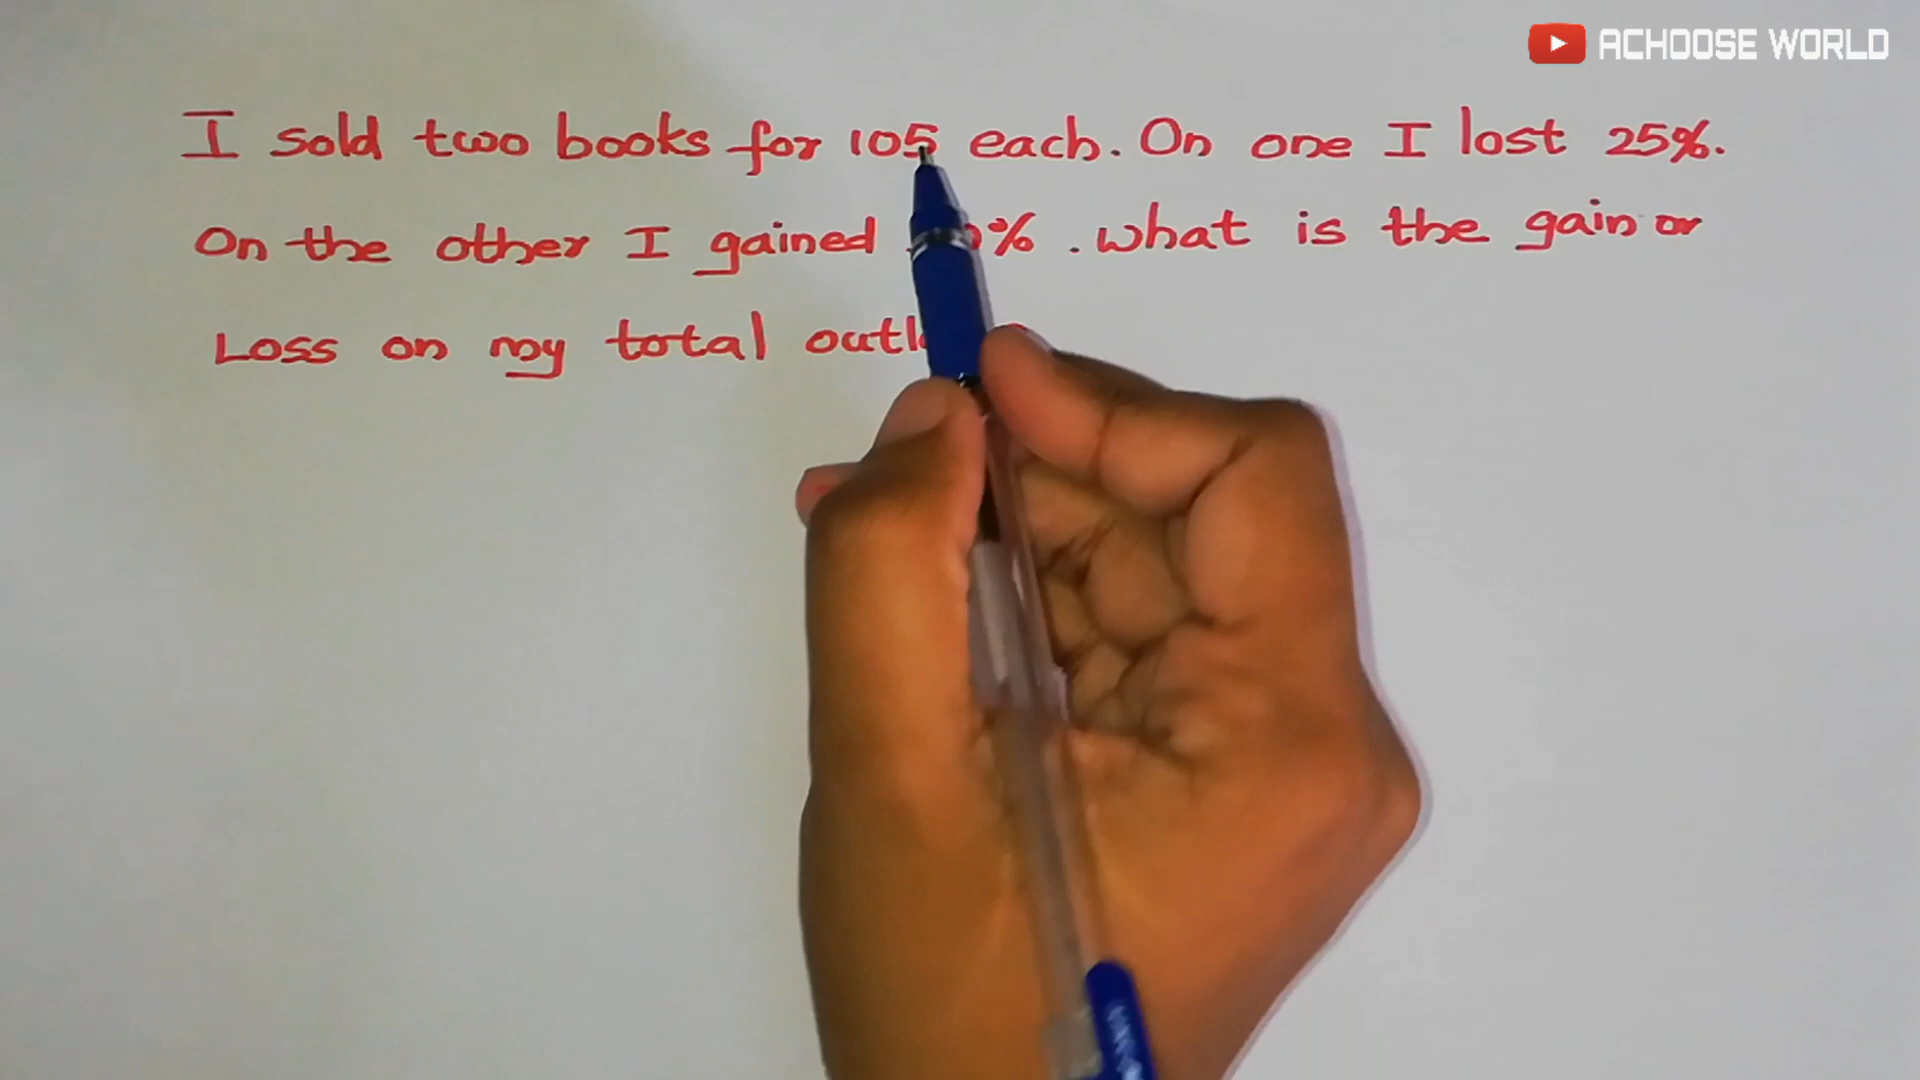 ACHOOSE WORLD
I sold two books for 105 each. On one I lost 25%.
On the other I gained % . what is the gain or
Loss on my total